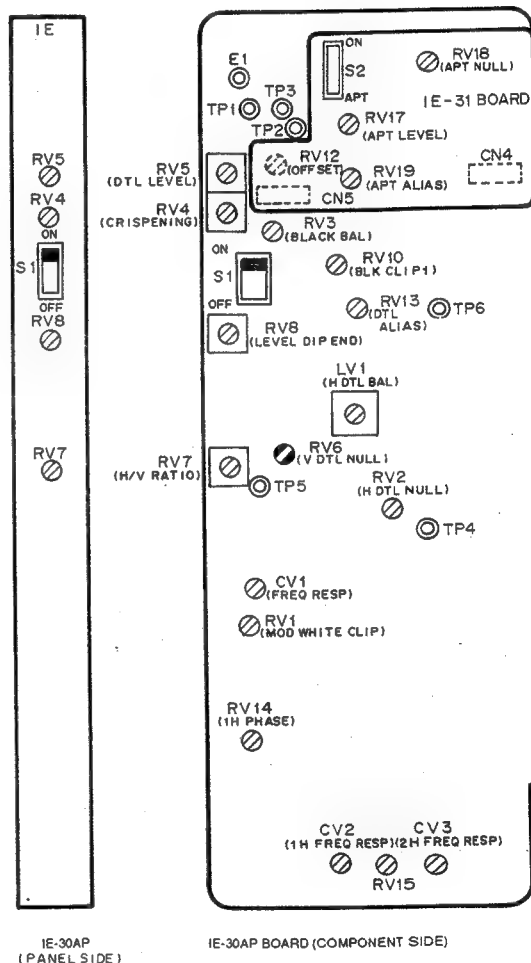 IE
RV5
RV4
ON
S1
OFF
RV8
RV7
IE-30AP
(PANEL SIDE)
E1
TP3
TP1
TP2
ON
S2
APT
RV18
(APT NULL)
IE-31 BOARD
RV17
(APT LEVEL)
RV12
(OFFSET)
RV19
(APT ALIAS)
CN4
CN5
RV5
(DTL LEVEL)
RV4
(CRISPENING)
RV3
(BLACK BAL)
ON
S1
OFF
RV10
(BLK CLIP1)
RV13
(DTL
ALIAS)
TP6
RV8
(LEVEL DIP END)
LV1
(H DTL BAL)
RV6
(V DTL NULL)
RV7
(H/V RATIO)
TP5
RV2
(H DTL NULL)
TP4
CV1
(FREQ RESP)
RV1
(MOD WHITE CLIP)
RV14
(1H PHASE)
CV2
(1H FREQ RESP)
CV3
(2H FREQ RESP)
RV15
IE-30AP BOARD (COMPONENT SIDE)